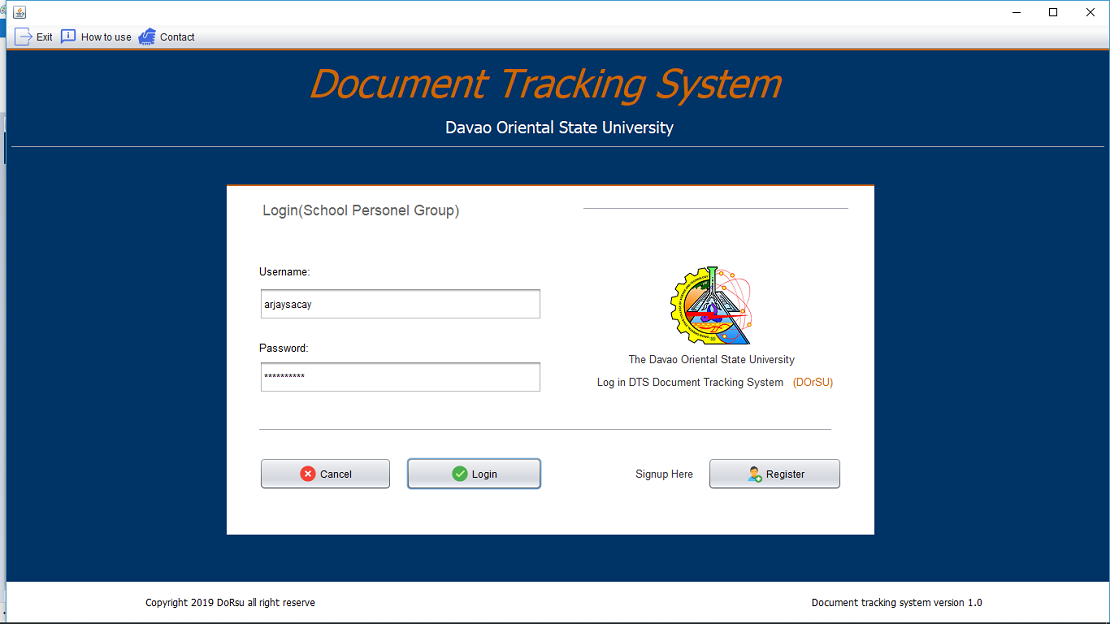 Exit How to use Contact
Document Tracking System
Davao Oriental State University
Login(School Personel Group)
Username:
arjaysacay
Password:
**********
The Davao Oriental State University
Log in DTS Document Tracking System (DOrSU)
Cancel Login Signup Here Register
Copyright 2019 DoRsu all right reserve Document tracking system version 1.0